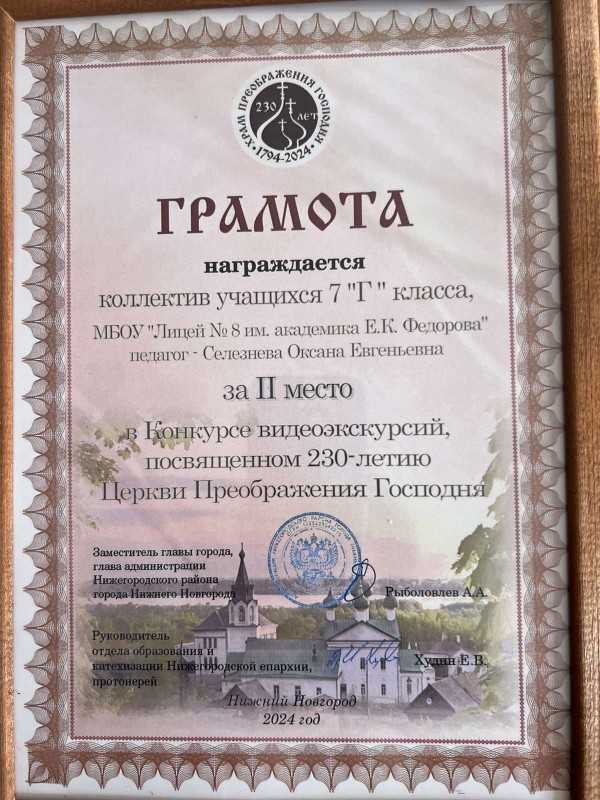 ХРАМ ПРЕОБРАЖЕНИЯ ГОСПОДНЯ
230 ЛЕТ
• 1794-2024 •
ГРАМОТА
награждается
коллектив учащихся 7 "Г" класса,
МБОУ "Лицей № 8 им. академика Е.К. Федорова"
педагог - Селезнева Оксана Евгеньевна
за II место
в Конкурсе видеоэкскурсий,
посвященном 230-летию
Церкви Преображения Господня
Заместитель главы города,
глава администрации
Нижегородского района
города Нижнего Новгорода
Рыболовлев А.А.
Руководитель
отдела образования и
катехизации Нижегородской епархии,
протоиерей
Худин Е.В.
Нижний Новгород
2024 год